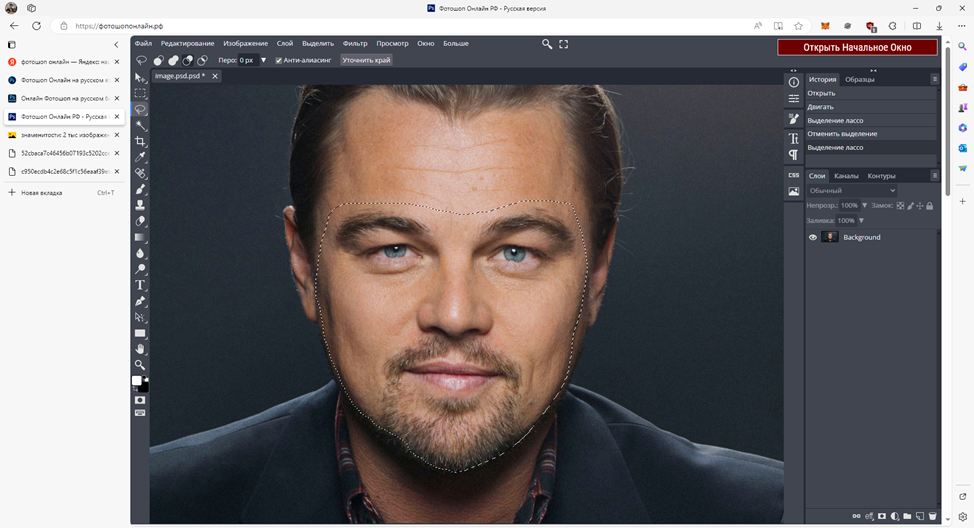 Фотошоп Онлайн РФ - Русская версия
https://фотошопонлайн.рф
фотошоп онлайн — Яндекс: на
Фотошоп Онлайн на русском
Онлайн Фотошоп на русском б
Фотошоп Онлайн РФ - Русская
знаменитости: 2 тыс изображен
52cbaca7c46456b07193c5202cc
c950ecdb4c2e68c5f1c56eaaf39e
Новая вкладка Ctrl+T
Файл Редактирование Изображение Слой Выделить Фильтр Просмотр Окно Больше
Открыть Начальное Окно
Перо: 0 px Анти-алиасинг Уточнить край
image.psd.psd *
История Образцы
Открыть
Двигать
Выделение лассо
Отменить выделение
Выделение лассо
CSS
Слои Каналы Контуры
Обычный
Непрозр.: 100% Замок:
Заливка: 100%
Background